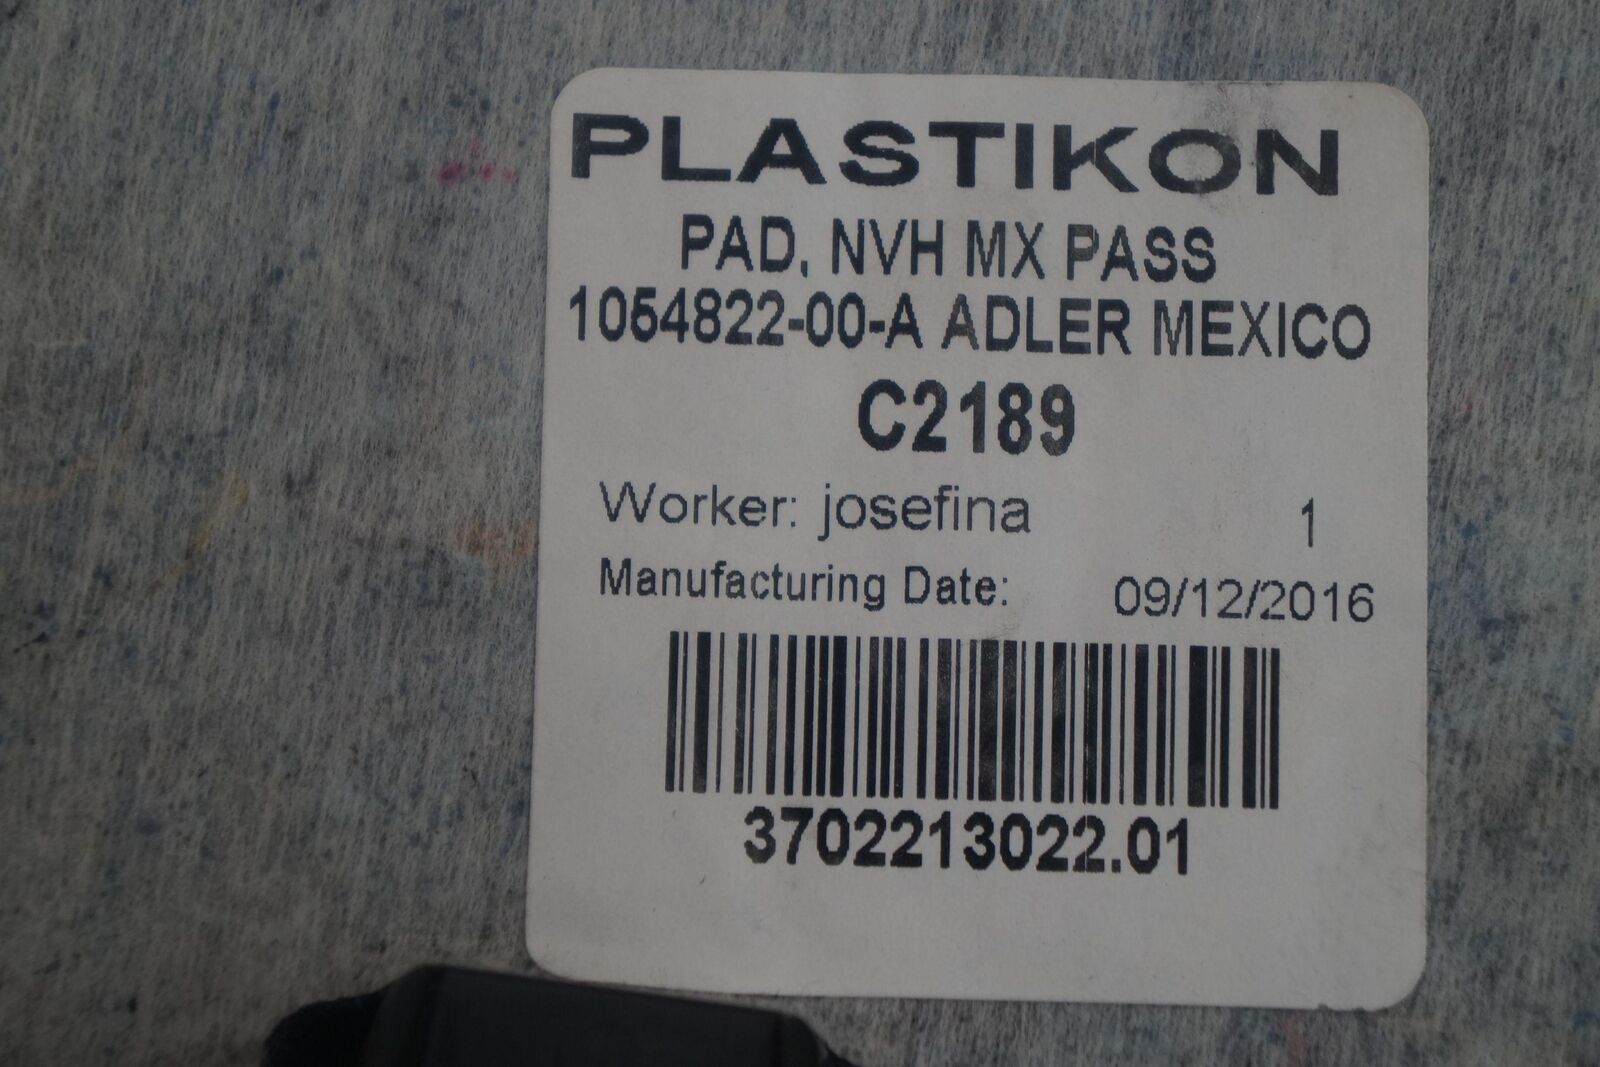 PLASTIKON
PAD, NVH MX PASS
1054822-00-A ADLER MEXICO
C2189
Worker: josefina 1
Manufacturing Date: 09/12/2016
3702213022.01